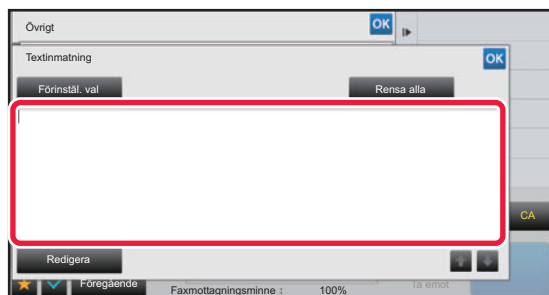 Övrigt
OK
Textinmatning
OK
Förinstäl. val
Rensa alla
CA
Redigera
Föregående
Faxmottagningsminne : 100%
Ta emot